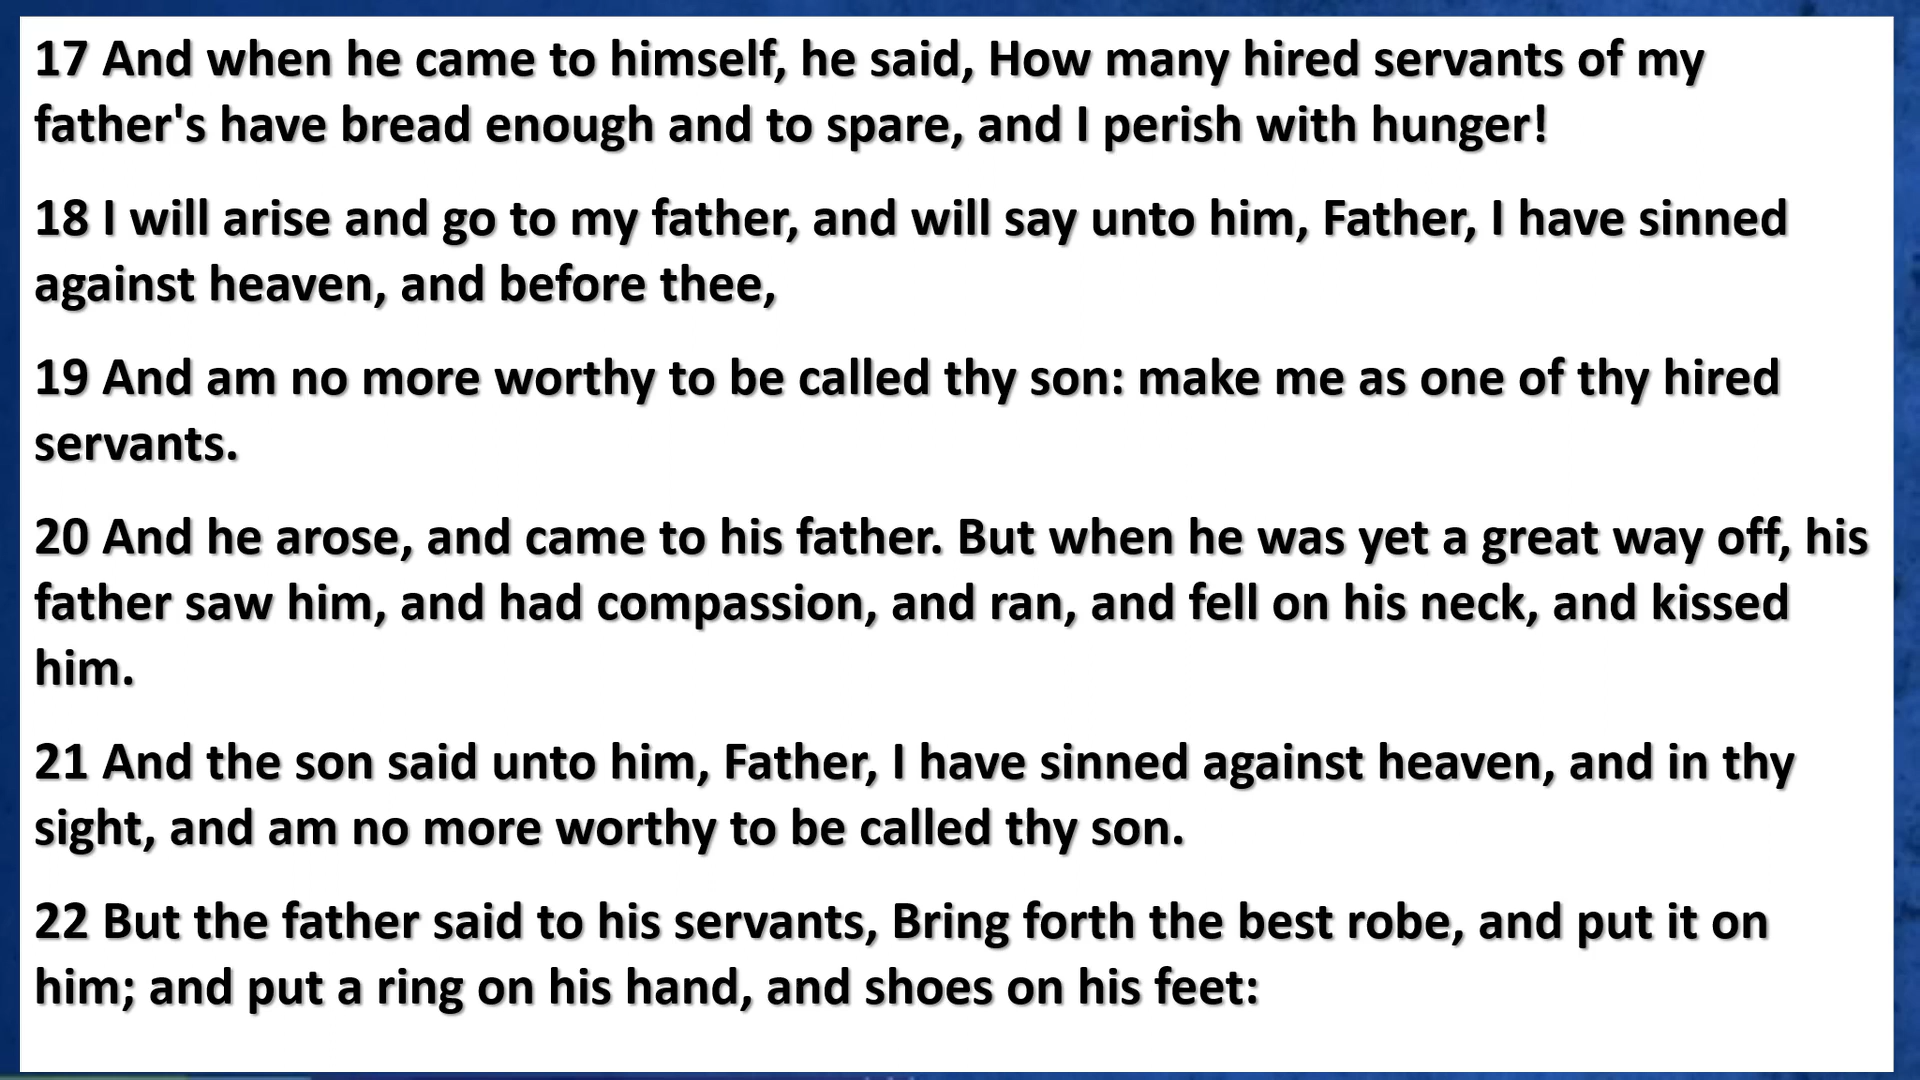 17 And when he came to himself, he said, How many hired servants of my
father's have bread enough and to spare, and I perish with hunger!
18 I will arise and go to my father, and will say unto him, Father, I have sinned
against heaven, and before thee,
19 And am no more worthy to be called thy son: make me as one of thy hired
servants.
20 And he arose, and came to his father. But when he was yet a great way off, his
father saw him, and had compassion, and ran, and fell on his neck, and kissed
him.
21 And the son said unto him, Father, I have sinned against heaven, and in thy
sight, and am no more worthy to be called thy son.
22 But the father said to his servants, Bring forth the best robe, and put it on
him; and put a ring on his hand, and shoes on his feet: